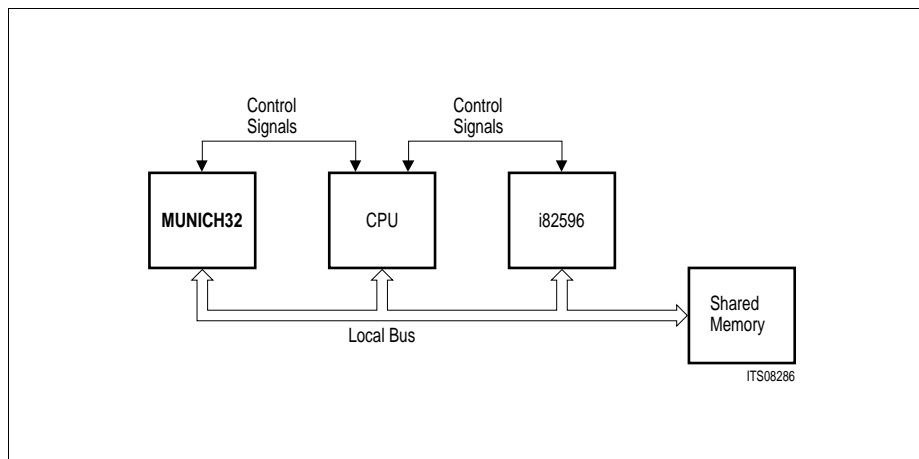 Control
Signals
Control
Signals
MUNICH32
CPU
i82596
Shared
Memory
Local Bus
ITS08286